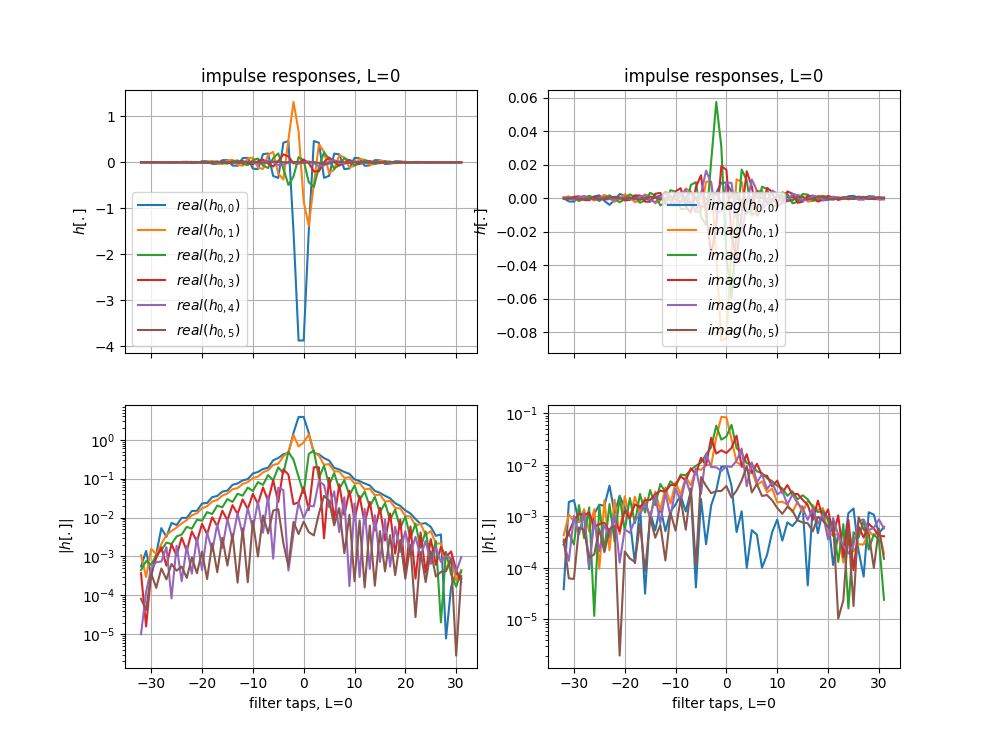 impulse responses, L=0
1
0
−1
−2
−3
−4
h[.]
real(h0,0)
real(h0,1)
real(h0,2)
real(h0,3)
real(h0,4)
real(h0,5)
impulse responses, L=0
0.06
0.04
0.02
0.00
−0.02
−0.04
−0.06
−0.08
h[.]
imag(h0,0)
imag(h0,1)
imag(h0,2)
imag(h0,3)
imag(h0,4)
imag(h0,5)
10^0
10^−1
10^−2
10^−3
10^−4
10^−5
|h[.]|
−30 −20 −10 0 10 20 30
filter taps, L=0
10^−1
10^−2
10^−3
10^−4
10^−5
|h[.]|
−30 −20 −10 0 10 20 30
filter taps, L=0